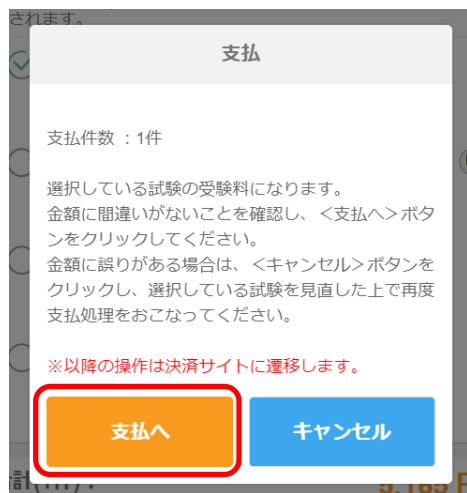 されます。
支払
支払件数 ：1件
選択している試験の受験料になります。
金額に間違いがないことを確認し、＜支払へ＞ボタ
ンをクリックしてください。
金額に誤りがある場合は、＜キャンセル＞ボタンを
クリックし、選択している試験を見直した上で再度
支払処理をおこなってください。
※以降の操作は決済サイトに遷移します。
支払へ
キャンセル